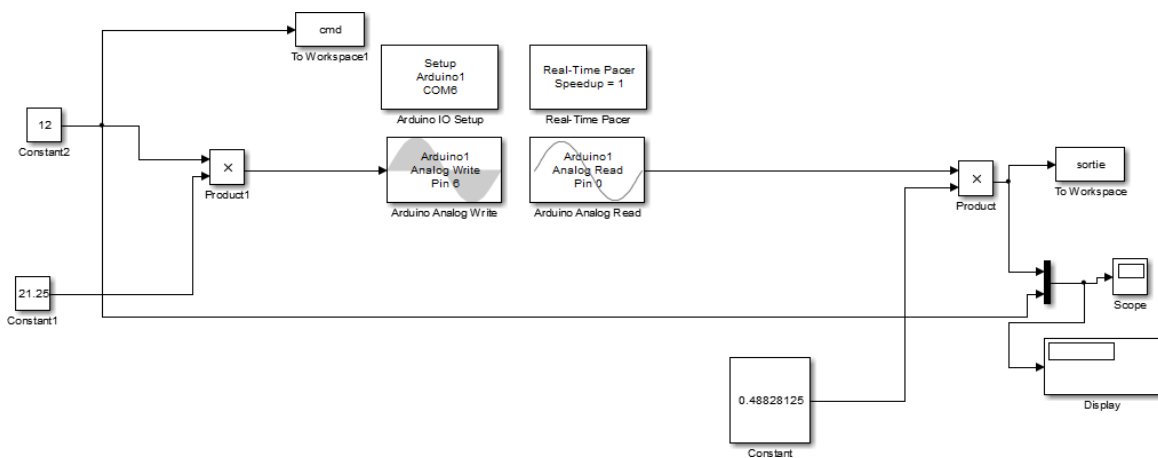 cmd
To Workspace1
Setup
Arduino1
COM6
Arduino IO Setup
Real-Time Pacer
Speedup = 1
Real-Time Pacer
12
Constant2
×
Product1
Arduino1
Analog Write
Pin 6
Arduino Analog Write
Arduino1
Analog Read
Pin 0
Arduino Analog Read
×
Product
sortie
To Workspace
21.25
Constant1
Scope
0.48828125
Constant
Display